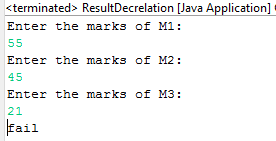 <terminated> ResultDecrelation [Java Application]
Enter the marks of M1:
55
Enter the marks of M2:
45
Enter the marks of M3:
21
fail